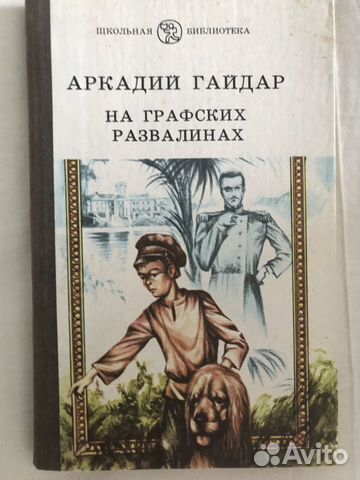 ШКОЛЬНАЯ БИБЛИОТЕКА
АРКАДИЙ ГАЙДАР
НА ГРАФСКИХ
РАЗВАЛИНАХ
Avito